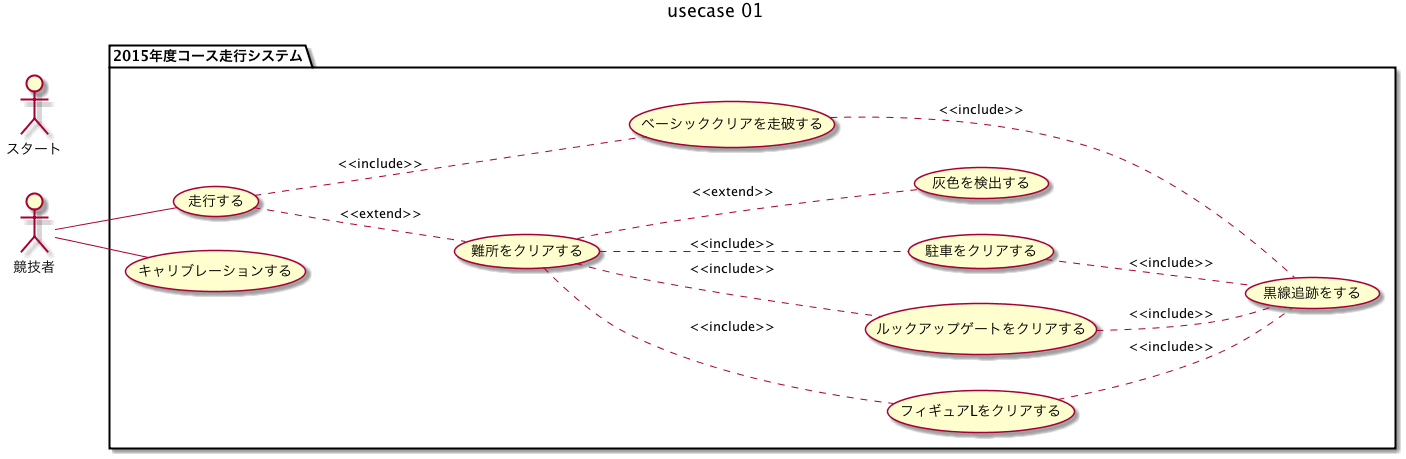 usecase 01
2015年度コース走行システム
スタート
競技者
走行する
キャリブレーションする
<<include>>
<<extend>>
難所をクリアする
ベーシッククリアを走破する
<<extend>>
<<include>>
<<include>>
<<include>>
灰色を検出する
駐車をクリアする
ルックアップゲートをクリアする
フィギュアLをクリアする
<<include>>
<<include>>
<<include>>
<<include>>
黒線追跡をする